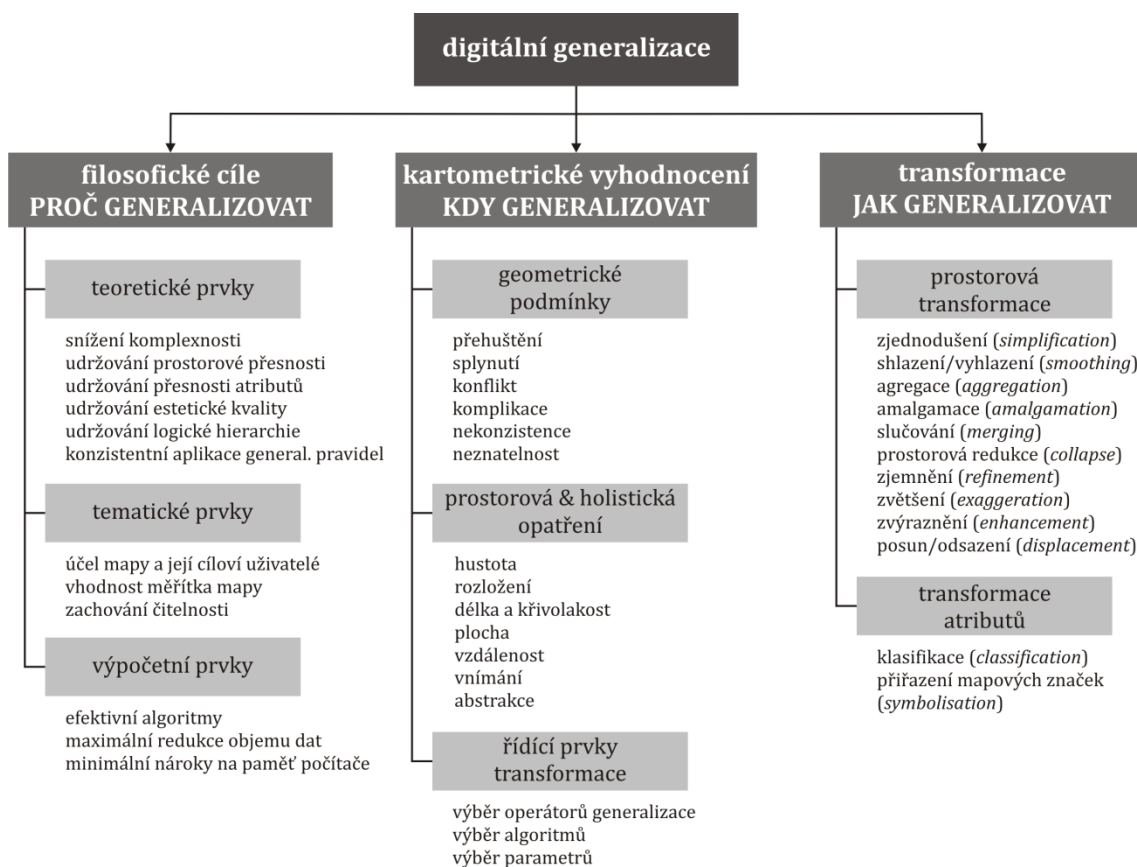 digitální generalizace
filosofické cíle
PROČ GENERALIZOVAT
teoretické prvky
snížení komplexnosti
udržování prostorové přesnosti
udržování přesnosti atributů
udržování estetické kvality
udržování logické hierarchie
konzistentní aplikace general. pravidel
tematické prvky
účel mapy a její cíloví uživatelé
vhodnost měřítka mapy
zachování čitelnosti
výpočetní prvky
efektivní algoritmy
maximální redukce objemu dat
minimální nároky na paměť počítače
kartometrické vyhodnocení
KDY GENERALIZOVAT
geometrické
podmínky
přehuštění
splynutí
konflikt
komplikace
nekonzistence
neznatelnost
prostorová & holistická
opatření
hustota
rozložení
délka a křivolakost
plocha
vzdálenost
vnímání
abstrakce
řídící prvky
transformace
výběr operátorů generalizace
výběr algoritmů
výběr parametrů
transformace
JAK GENERALIZOVAT
prostorová
transformace
zjednodušení (simplification)
shlazení/vyhlazení (smoothing)
agregace (aggregation)
amalgamace (amalgamation)
slučování (merging)
prostorová redukce (collapse)
zjemnění (refinement)
zvětšení (exaggeration)
zvýraznění (enhancement)
posun/odsazení (displacement)
transformace
atributů
klasifikace (classification)
přiřazení mapových značek
(symbolisation)